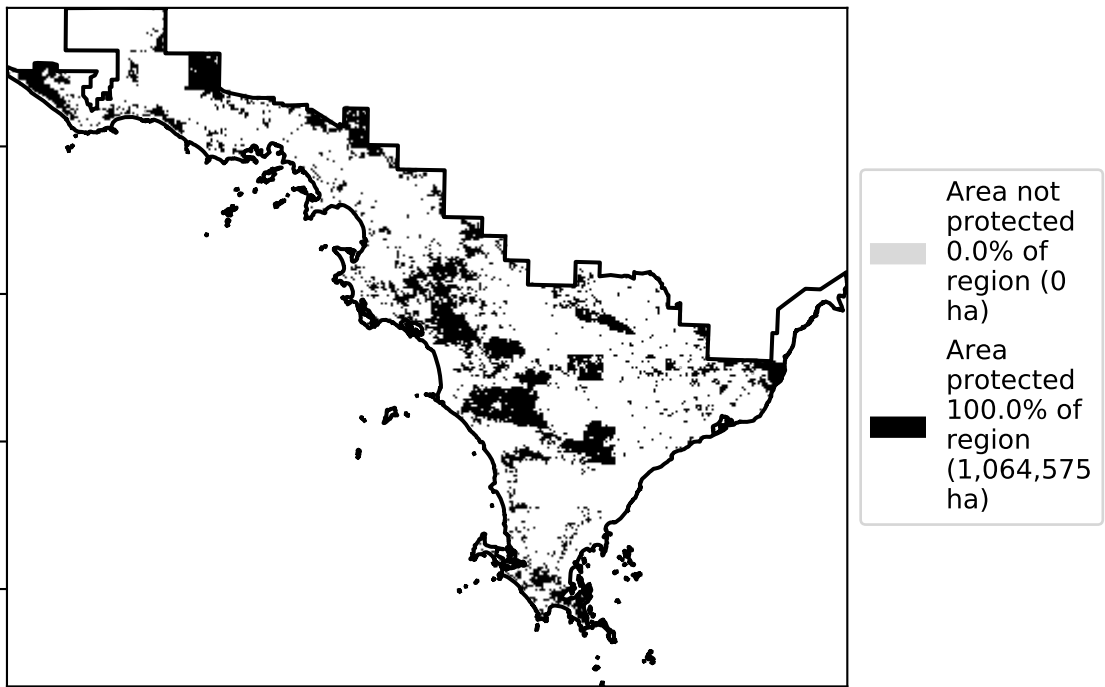 Area not
protected
0.0% of
region (0
ha)
Area
protected
100.0% of
region
(1,064,575
ha)